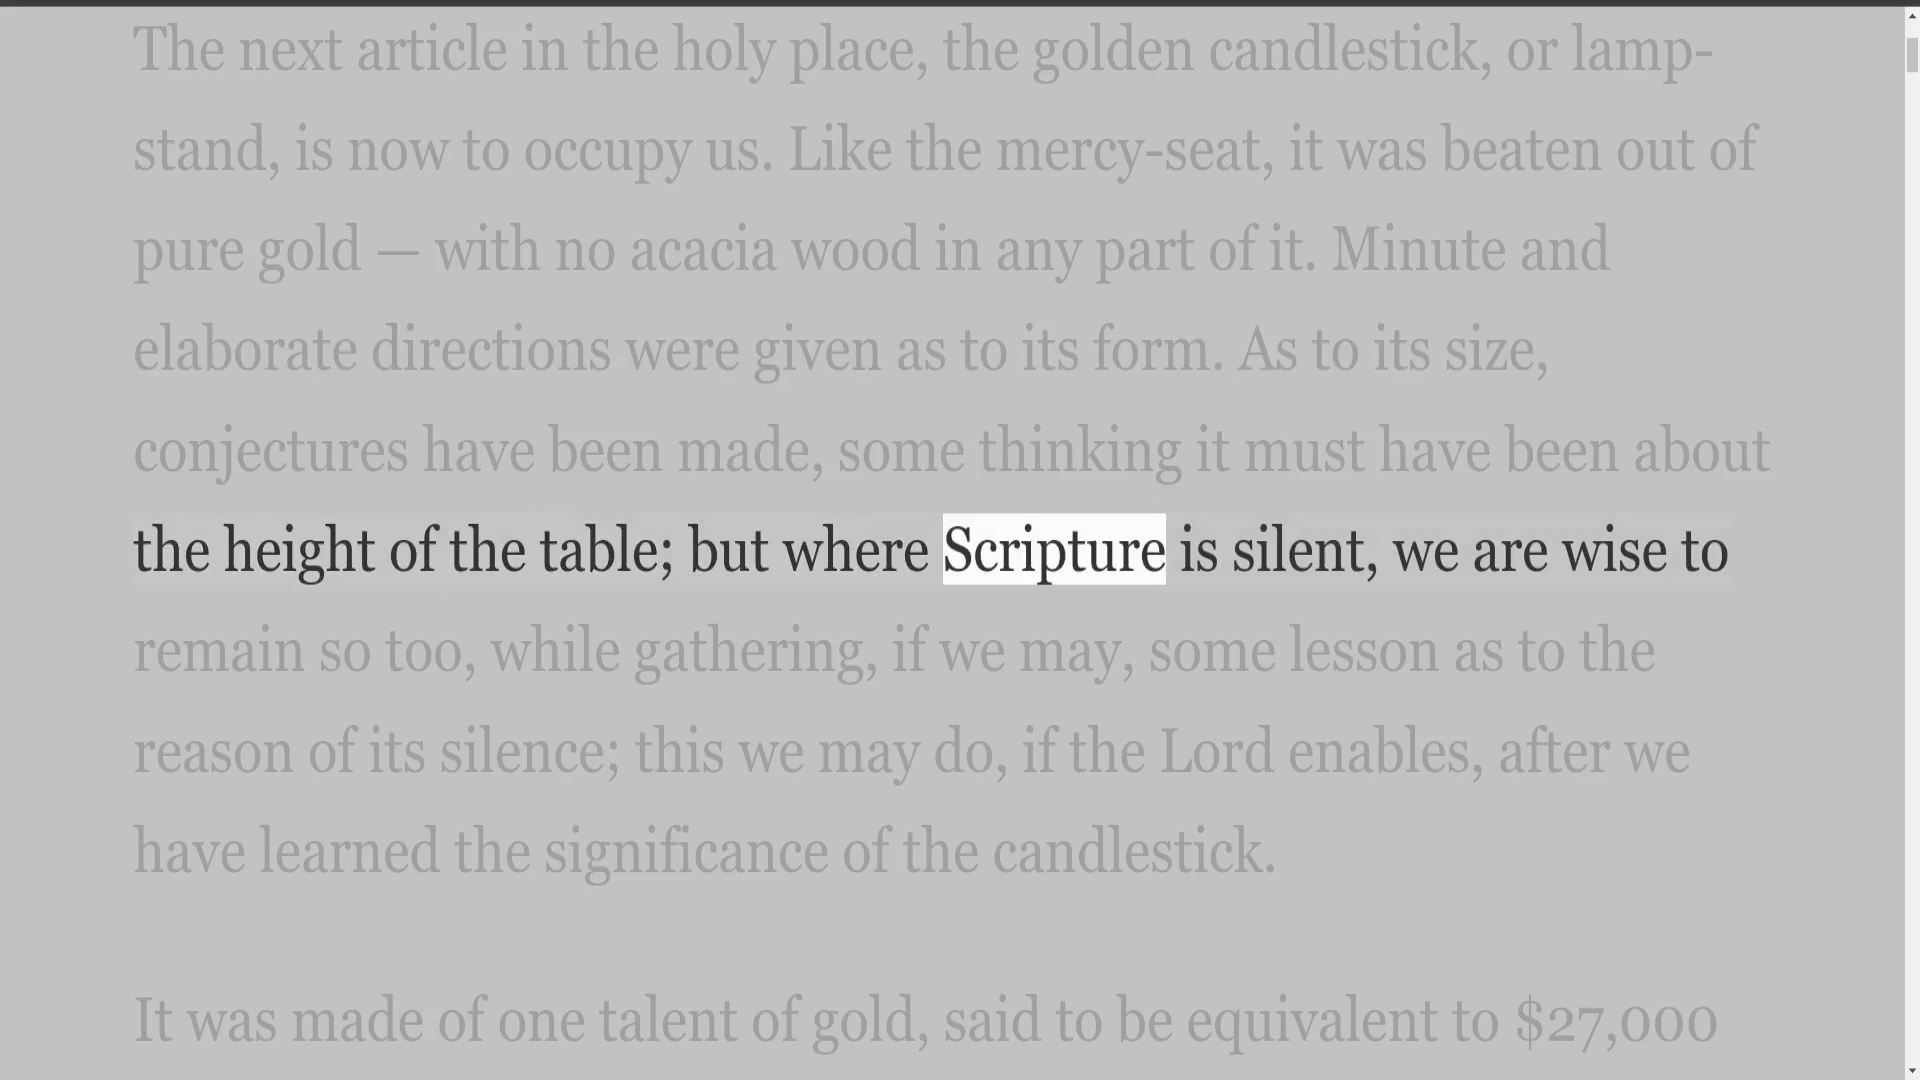 The next article in the holy place, the golden candlestick, or lamp-
stand, is now to occupy us. Like the mercy-seat, it was beaten out of
pure gold — with no acacia wood in any part of it. Minute and
elaborate directions were given as to its form. As to its size,
conjectures have been made, some thinking it must have been about
the height of the table; but where Scripture is silent, we are wise to
remain so too, while gathering, if we may, some lesson as to the
reason of its silence; this we may do, if the Lord enables, after we
have learned the significance of the candlestick.
It was made of one talent of gold, said to be equivalent to $27,000